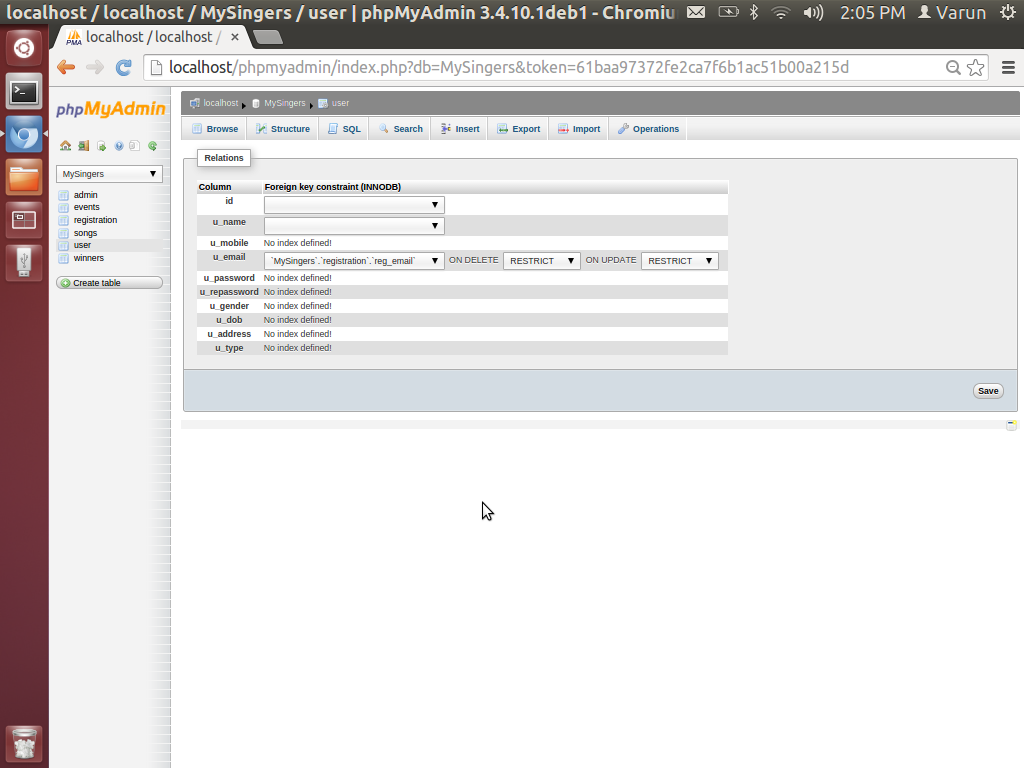 localhost / localhost / MySingers / user | phpMyAdmin 3.4.10.1deb1 - Chromiu 2:05 PM Varun
PMA localhost / localhost / ×
localhost/phpmyadmin/index.php?db=MySingers&token=61baa97372fe2ca7f6b1ac51b00a215d
phpMyAdmin
localhost MySingers user
Browse Structure SQL Search Insert Export Import Operations
MySingers
admin
events
registration
songs
user
winners
Create table
Relations
Column Foreign key constraint (INNODB)
id
u_name
u_mobile No index defined!
u_email `MySingers`.`registration`.`reg_email` ON DELETE RESTRICT ON UPDATE RESTRICT
u_password No index defined!
u_repassword No index defined!
u_gender No index defined!
u_dob No index defined!
u_address No index defined!
u_type No index defined!
Save